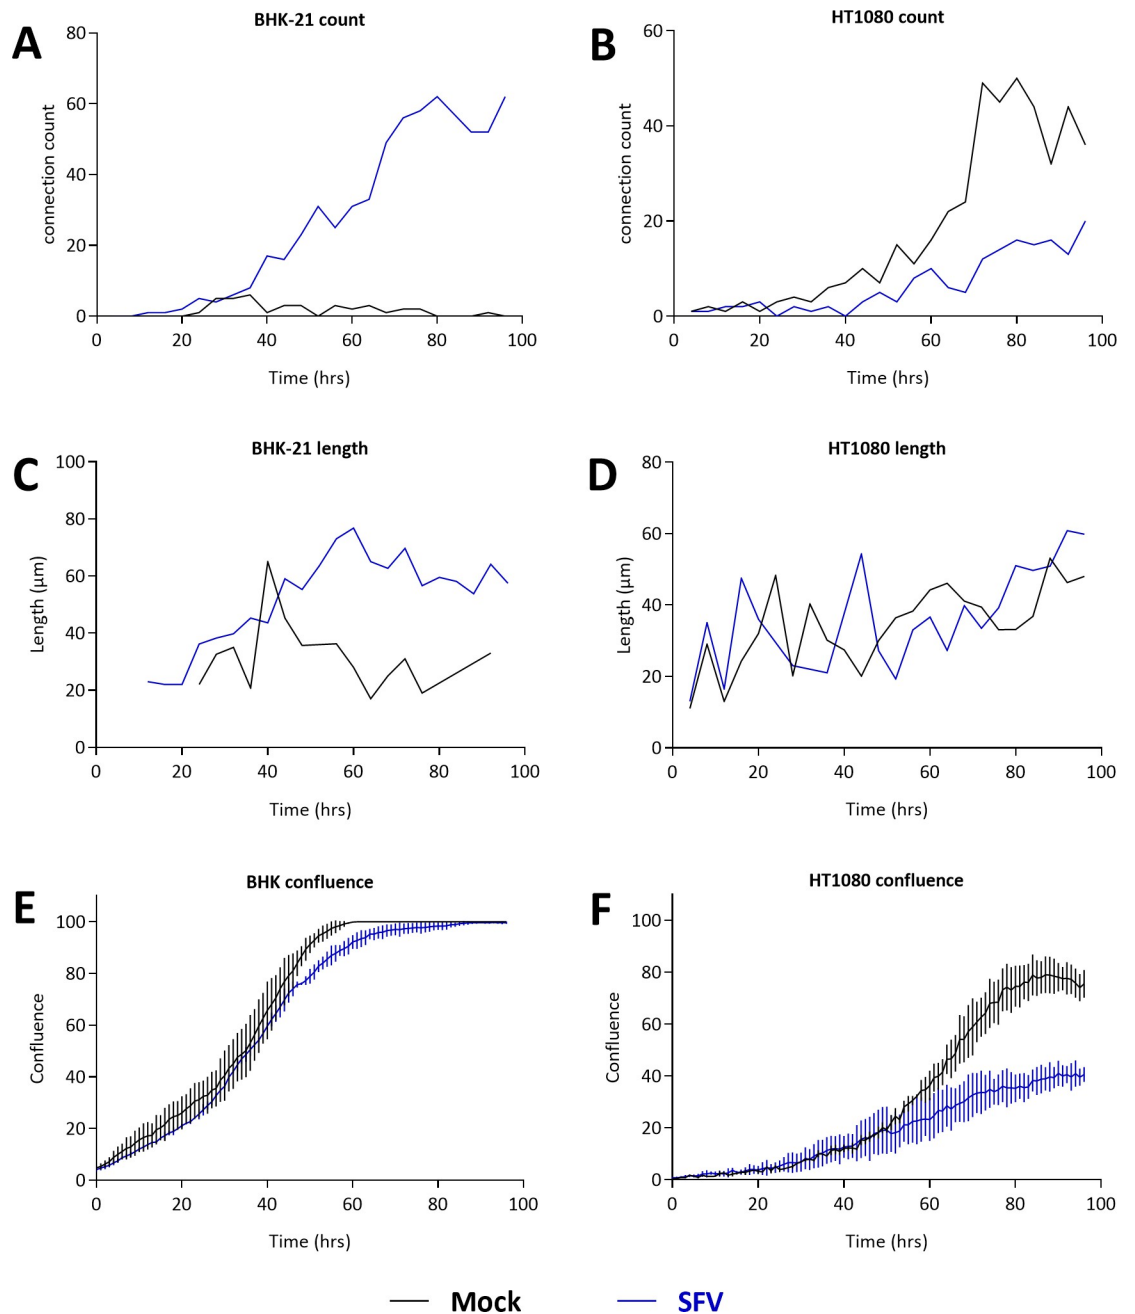 A
BHK-21 count
connection count
80
60
40
20
0
0 20 40 60 80 100
Time (hrs)
B
HT1080 count
connection count
60
40
20
0
0 20 40 60 80 100
Time (hrs)
C
BHK-21 length
Length (µm)
100
80
60
40
20
0
0 20 40 60 80 100
Time (hrs)
D
HT1080 length
Length (µm)
80
60
40
20
0
0 20 40 60 80 100
Time (hrs)
E
BHK confluence
Confluence
100
80
60
40
20
0
0 20 40 60 80 100
Time (hrs)
F
HT1080 confluence
Confluence
100
80
60
40
20
0
0 20 40 60 80 100
Time (hrs)
Mock SFV